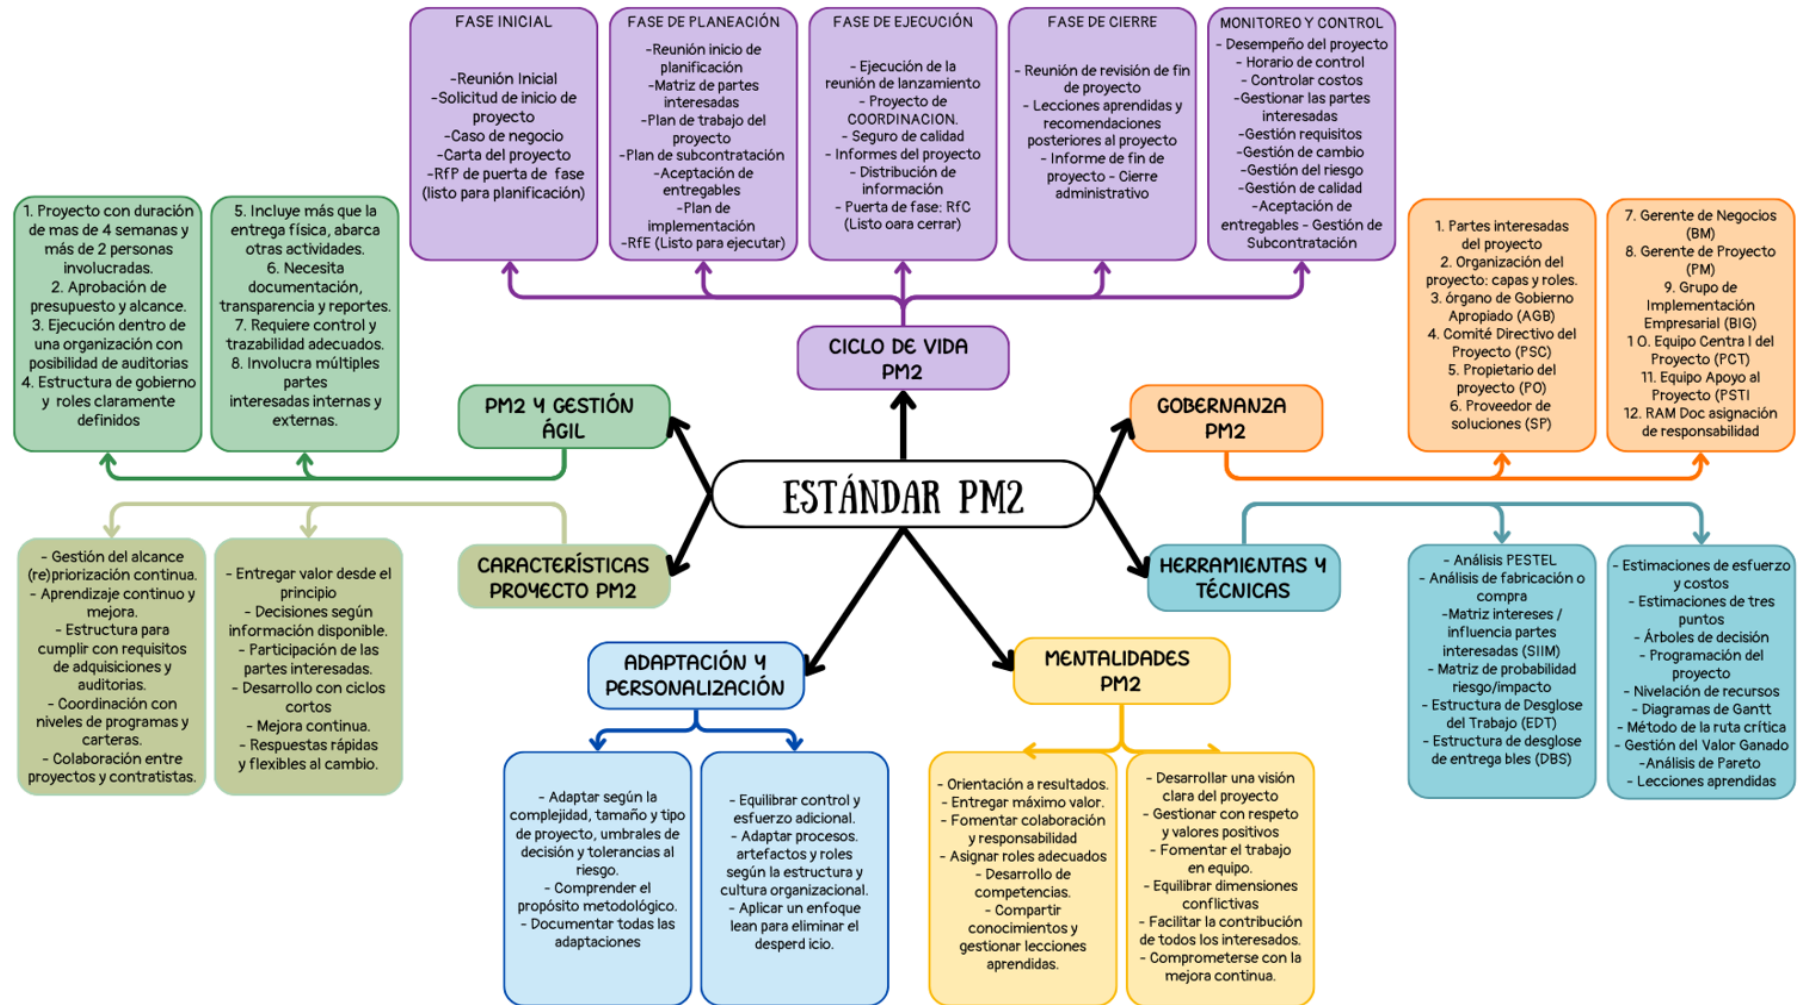 FASE INICIAL
-Reunión Inicial
-Solicitud de inicio de
proyecto
-Caso de negocio
-Carta del proyecto
-RfP de puerta de fase
(listo para planificación)
FASE DE PLANEACIÓN
-Reunión inicio de
planificación
-Matriz de partes
interesadas
-Plan de trabajo del
proyecto
-Plan de subcontratación
-Aceptación de
entregables
-Plan de
implementación
-RfE (Listo para ejecutar)
FASE DE EJECUCIÓN
- Ejecución de la
reunión de lanzamiento
- Proyecto de
COORDINACION.
- Seguro de calidad
- Informes del proyecto
- Distribución de
información
- Puerta de fase: RfC
(Listo oara cerrar)
FASE DE CIERRE
- Reunión de revisión de fin
de proyecto
- Lecciones aprendidas y
recomendaciones
posteriores al proyecto
- Informe de fin de
proyecto - Cierre
administrativo
MONITOREO Y CONTROL
- Desempeño del proyecto
- Horario de control
- Controlar costos
-Gestionar las partes
interesadas
-Gestión requisitos
-Gestión de cambio
-Gestión del riesgo
-Gestión de calidad
-Aceptación de
entregables - Gestión de
Subcontratación
1. Proyecto con duración
de mas de 4 semanas y
más de 2 personas
involucradas.
2. Aprobación de
presupuesto y alcance.
3. Ejecución dentro de
una organización con
posibilidad de auditorias
4. Estructura de gobierno
y roles claramente
definidos
5. Incluye más que la
entrega física, abarca
otras actividades.
6. Necesita
documentación,
transparencia y reportes.
7. Requiere control y
trazabilidad adecuados.
8. Involucra múltiples
partes
interesadas internas y
externas.
1. Partes interesadas
del proyecto
2. Organización del
proyecto: capas y roles.
3. órgano de Gobierno
Apropiado (AGB)
4. Comité Directivo del
Proyecto (PSC)
5. Propietario del
proyecto (PO)
6. Proveedor de
soluciones (SP)
7. Gerente de Negocios
(BM)
8. Gerente de Proyecto
(PM)
9. Grupo de
Implementación
Empresarial (BIG)
1 O. Equipo Centra l del
Proyecto (PCT)
11. Equipo Apoyo al
Proyecto (PSTI
12. RAM Doc asignación
de responsabilidad
CICLO DE VIDA
PM2
PM2 Y GESTIÓN
ÁGIL
GOBERNANZA
PM2
ESTÁNDAR PM2
CARACTERÍSTICAS
PROYECTO PM2
HERRAMIENTAS Y
TÉCNICAS
ADAPTACIÓN Y
PERSONALIZACIÓN
MENTALIDADES
PM2
- Gestión del alcance
(re)priorización continua.
- Aprendizaje continuo y
mejora.
- Estructura para
cumplir con requisitos
de adquisiciones y
auditorias.
- Coordinación con
niveles de programas y
carteras.
- Colaboración entre
proyectos y contratistas.
- Entregar valor desde el
principio
- Decisiones según
información disponible.
- Participación de las
partes interesadas.
- Desarrollo con ciclos
cortos
- Mejora continua.
- Respuestas rápidas
y flexibles al cambio.
- Análisis PESTEL
- Análisis de fabricación o
compra
-Matriz intereses /
influencia partes
interesadas (SIIM)
- Matriz de probabilidad
riesgo/impacto
- Estructura de Desglose
del Trabajo (EDT)
- Estructura de desglose
de entrega bles (DBS)
- Estimaciones de esfuerzo
y costos
- Estimaciones de tres
puntos
- Árboles de decisión
- Programación del
proyecto
- Nivelación de recursos
- Diagramas de Gantt
- Método de la ruta crítica
- Gestión del Valor Ganado
-Análisis de Pareto
- Lecciones aprendidas
- Adaptar según la
complejidad, tamaño y tipo
de proyecto, umbrales de
decisión y tolerancias al
riesgo.
- Comprender el
propósito metodológico.
- Documentar todas las
adaptaciones
- Equilibrar control y
esfuerzo adicional.
- Adaptar procesos.
artefactos y roles
según la estructura y
cultura organizacional.
- Aplicar un enfoque
lean para eliminar el
desperd icio.
- Orientación a resultados.
- Entregar máximo valor.
- Fomentar colaboración
y responsabilidad
- Asignar roles adecuados
- Desarrollo de
competencias.
- Compartir
conocimientos y
gestionar lecciones
aprendidas.
- Desarrollar una visión
clara del proyecto
- Gestionar con respeto
y valores positivos
- Fomentar el trabajo
en equipo.
- Equilibrar dimensiones
conflictivas
- Facilitar la contribución
de todos los interesados.
- Comprometerse con la
mejora continua.